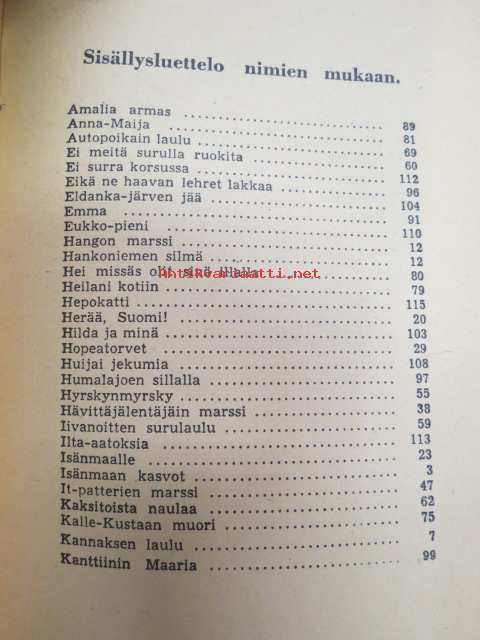 Sisällysluettelo nimien mukaan.
Amalia armas ........ 89
Anna-Maija ........ 81
Autopoikain laulu ........ 69
Ei meitä surulla ruokita ........ 60
Ei surra korsussa ........ 112
Eikä ne haavan lehret lakkaa ........ 96
Eldanka-järven jää ........ 104
Emma ........ 91
Eukko-pieni ........ 110
Hangon marssi ........ 12
Hankoniemen silmä ........ 12
Hei missäs olit sinä illalla ........ 80
antikvariaatti.net
Heilani kotiin ........ 79
Hepokatti ........ 115
Herää, Suomi! ........ 20
Hilda ja minä ........ 103
Hopeatorvet ........ 29
Huijai jekumia ........ 108
Humalajoen sillalla ........ 97
Hyrskynmyrsky ........ 55
Hävittäjälentäjäin marssi ........ 38
Iivanoitten surulaulu ........ 59
Ilta-aatoksia ........ 113
Isänmaalle ........ 23
Isänmaan kasvot ........ 3
It-patterien marssi ........ 47
Kaksitoista naulaa ........ 62
Kalle-Kustaan muori ........ 75
Kannaksen laulu ........ 7
Kanttiinin Maaria ........ 99